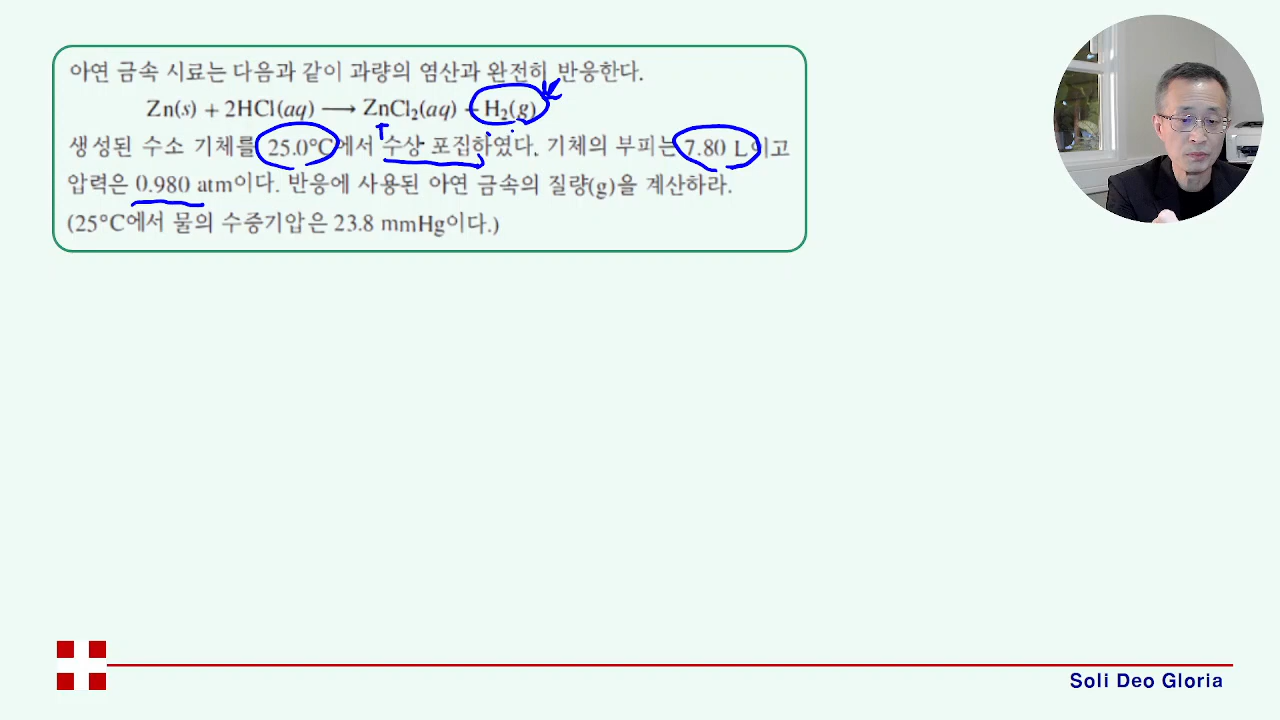 아연 금속 시료는 다음과 같이 과량의 염산과 완전히 반응한다.
Zn(s) + 2HCl(aq) ⟶ ZnCl₂(aq) + H₂(g)
생성된 수소 기체를 25.0°C에서 수상 포집하였다. 기체의 부피는 7.80 L이고
압력은 0.980 atm이다. 반응에 사용된 아연 금속의 질량(g)을 계산하라.
(25°C에서 물의 수증기압은 23.8 mmHg이다.)
Soli Deo Gloria